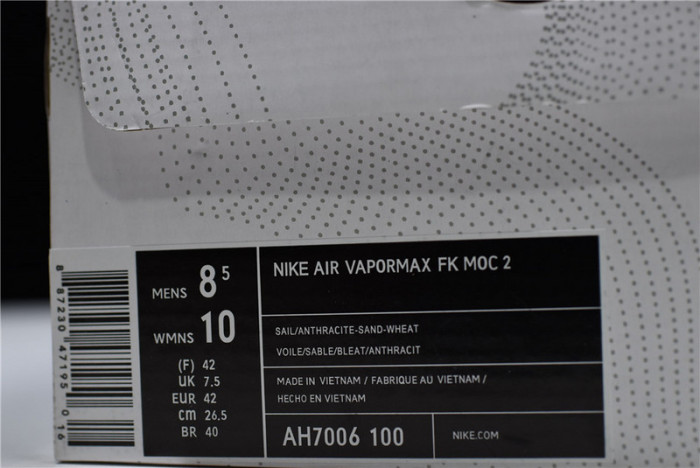 8 87230 47195 0 16
MENS 8 5
WMNS 10
(F) 42
UK 7.5
EUR 42
cm 26.5
BR 40
NIKE AIR VAPORMAX FK MOC 2
SAIL/ANTHRACITE-SAND-WHEAT
VOILE/SABLE/BLEAT/ANTHRACIT
MADE IN VIETNAM / FABRIQUE AU VIETNAM /
HECHO EN VIETNAM
AH7006 100
NIKE.COM